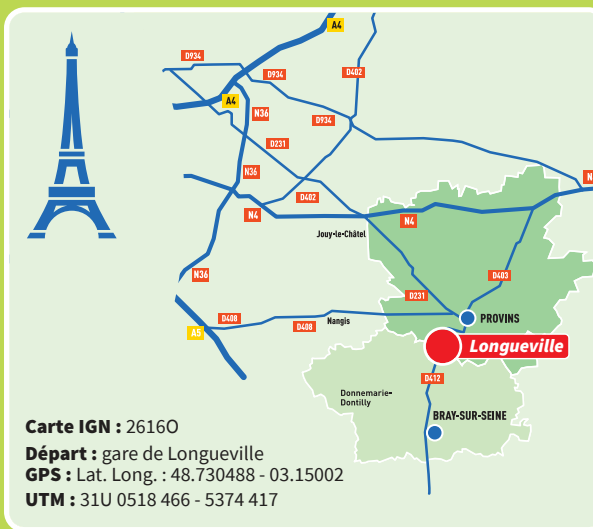 A4
D934
D934
D402
A4
N36
D934
D231
N36
D402
N
N4
N4
Jouy-le-Châtel
N36
D231
D403
D408
D408
Nangis
PROVINS
A5
Longueville
D412
Donnemarie-
Dontilly
BRAY-SUR-SEINE
Carte IGN : 2616O
Départ : gare de Longueville
GPS : Lat. Long. : 48.730488 - 03.15002
UTM : 31U 0518 466 - 5374 417